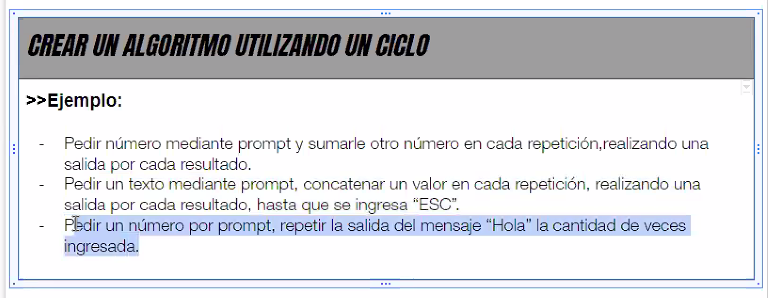 CREAR UN ALGORITMO UTILIZANDO UN CICLO
>>Ejemplo:
- Pedir número mediante prompt y sumarle otro número en cada repetición,realizando una
salida por cada resultado.
- Pedir un texto mediante prompt, concatenar un valor en cada repetición, realizando una
salida por cada resultado, hasta que se ingresa “ESC”.
- Pedir un número por prompt, repetir la salida del mensaje “Hola” la cantidad de veces
ingresada.